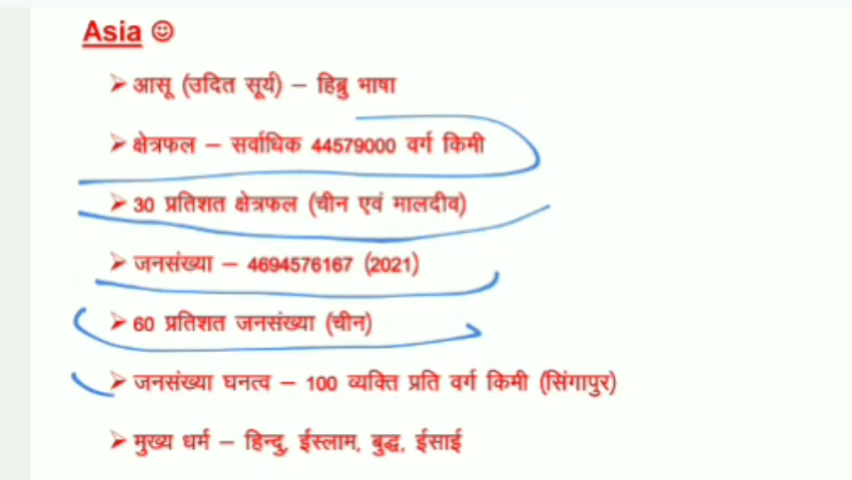 Asia ☺
➢ आसू (उदित सूर्य) – हिब्रु भाषा
➢ क्षेत्रफल – सर्वाधिक 44579000 वर्ग किमी
➢ 30 प्रतिशत क्षेत्रफल (चीन एवं मालदीव)
➢ जनसंख्या – 4694576167 (2021)
➢ 60 प्रतिशत जनसंख्या (चीन)
➢ जनसंख्या घनत्व – 100 व्यक्ति प्रति वर्ग किमी (सिंगापुर)
➢ मुख्य धर्म – हिन्दु, ईस्लाम, बुद्ध, ईसाई